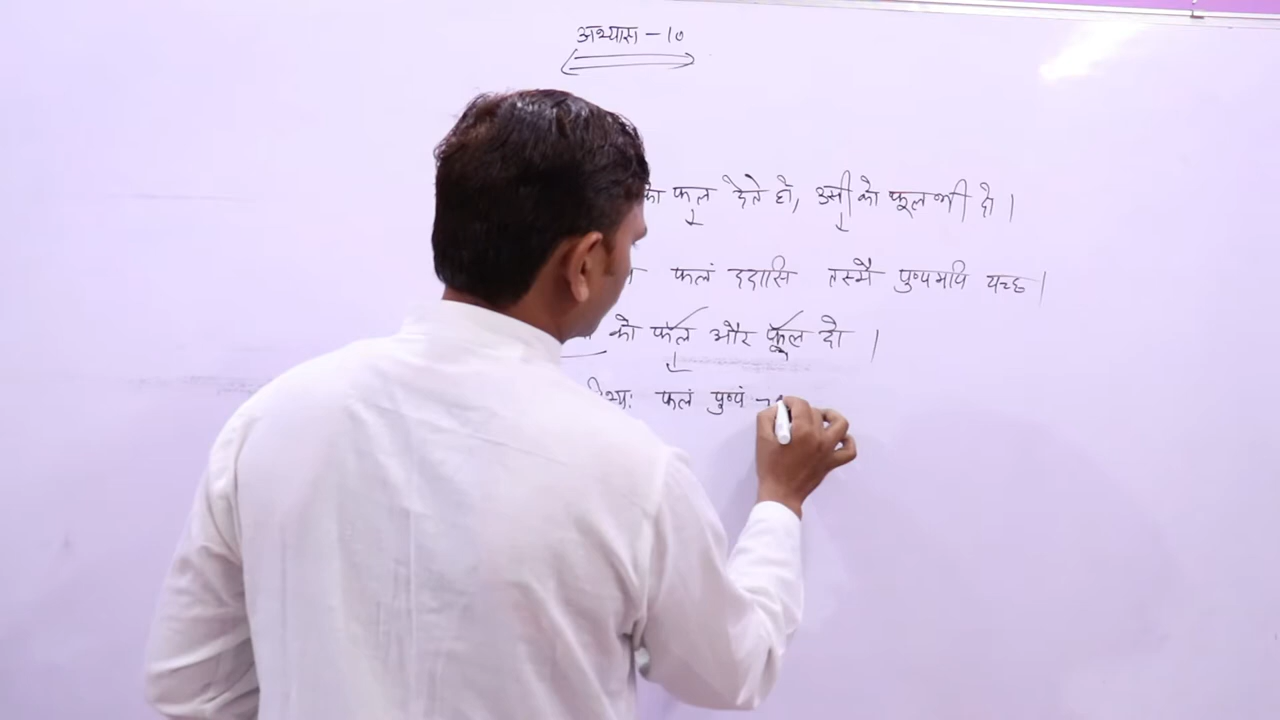 अभ्यास - 10
को फल देते हो, उसी को फूल भी दो ।
फलं ददासि तस्मै पुष्पमपि यच्छ ।
को फल और फूल दो ।
फलं पुष्पं